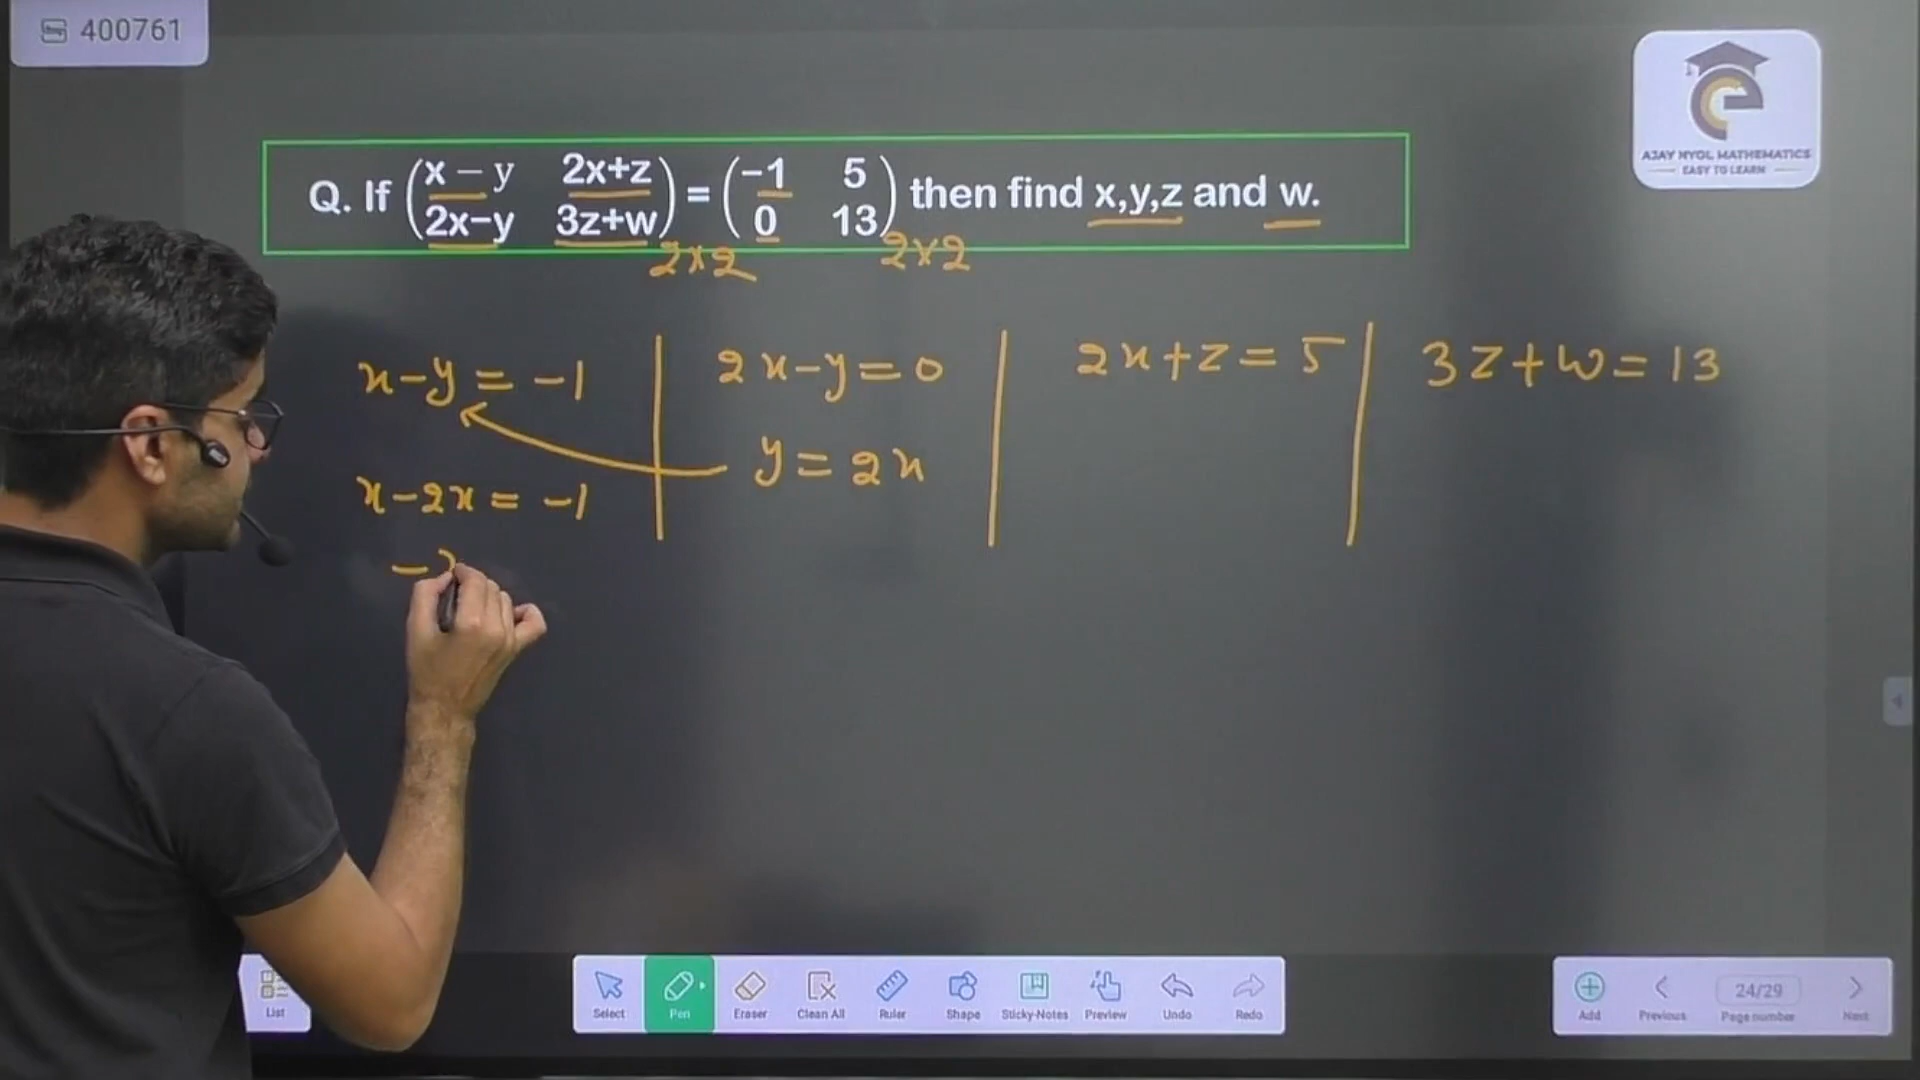 400761
AJAY NYOL MATHEMATICS
EASY TO LEARN
Q. If (x − y 2x+z) = (−1 5) then find x,y,z and w.
(2x−y 3z+w) (0 13)
2×2 2×2
x−y = −1 | 2x−y = 0 | 2x+z = 5 | 3z+w = 13
y = 2x
x−2x = −1
List
Select
Pen
Eraser
Clean All
Ruler
Shape
Sticky-Notes
Preview
Undo
Redo
Add
Previous
24/29
Page number
Next